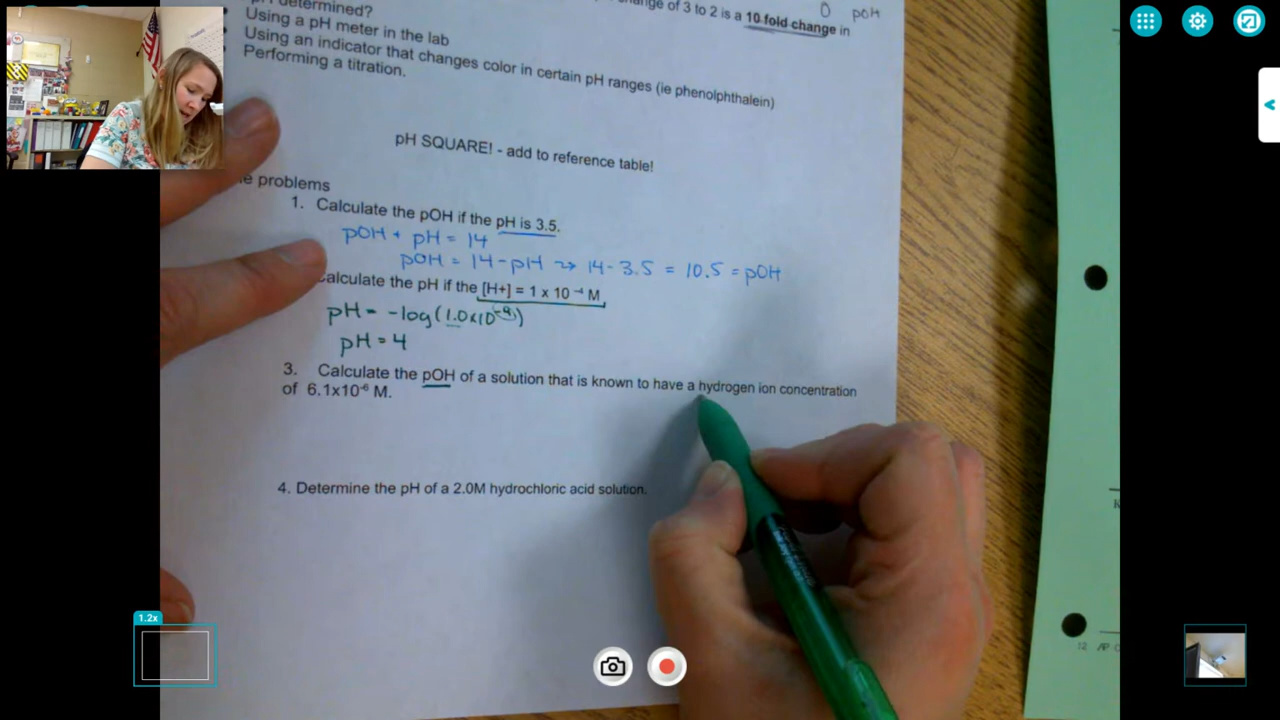 determined?
of 3 to 2 is a 10 fold change in
O pOH
Using a pH meter in the lab
Using an indicator that changes color in certain pH ranges (ie phenolphthalein)
Performing a titration.
pH SQUARE! - add to reference table!
problems
1. Calculate the pOH if the pH is 3.5.
pOH + pH = 14
pOH = 14 - pH → 14 - 3.5 = 10.5 = pOH
alculate the pH if the [H+] = 1 x 10⁻⁴ M
pH = -log(1.0x10⁻⁴)
pH = 4
3. Calculate the pOH of a solution that is known to have a hydrogen ion concentration
of 6.1x10⁻⁶ M.
4. Determine the pH of a 2.0M hydrochloric acid solution.
1.2x
12